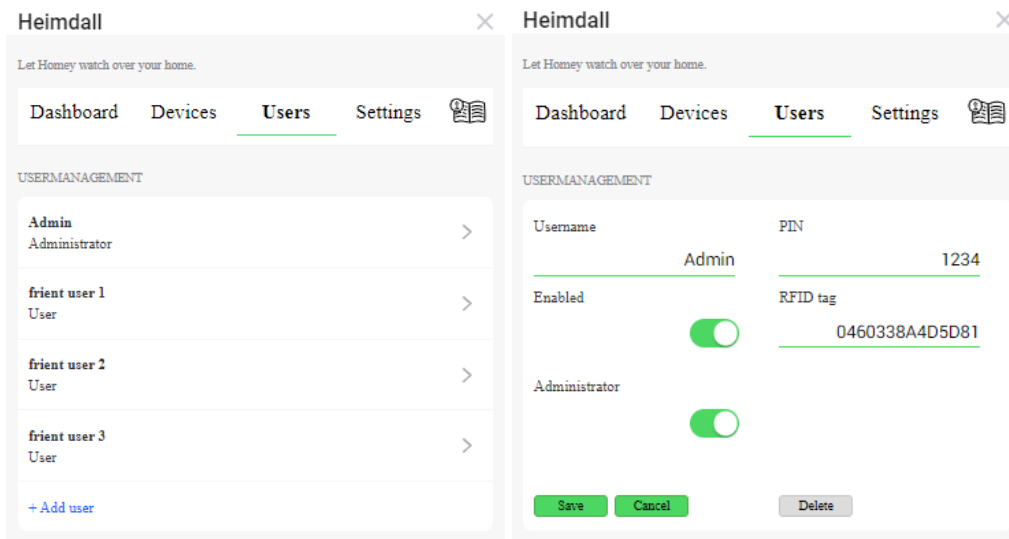 Heimdall
Let Homey watch over your home.
Dashboard Devices Users Settings
USERMANAGEMENT
Admin
Administrator
frient user 1
User
frient user 2
User
frient user 3
User
+ Add user
Heimdall
Let Homey watch over your home.
Dashboard Devices Users Settings
USERMANAGEMENT
Username PIN
Admin 1234
Enabled RFID tag
0460338A4D5D81
Administrator
Save Cancel Delete